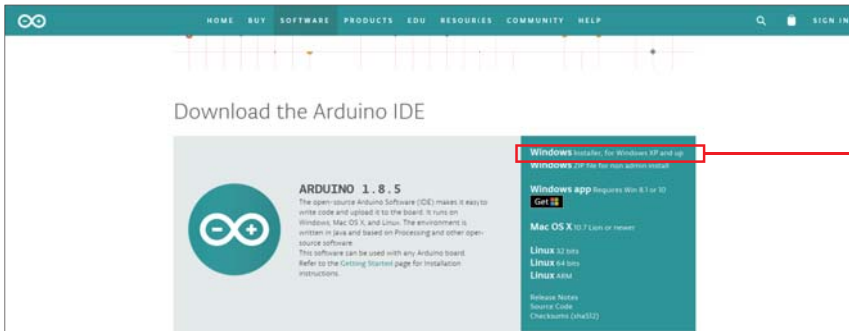 HOME BUY SOFTWARE PRODUCTS EDU RESOURCES COMMUNITY HELP SIGN IN
Download the Arduino IDE
ARDUINO 1.8.5
The open-source Arduino Software (IDE) makes it easy to
write code and upload it to the board. It runs on
Windows, Mac OS X, and Linux. The environment is
written in Java and based on Processing and other open-
source software.
This software can be used with any Arduino board.
Refer to the Getting Started page for Installation
instructions.
Windows Installer, for Windows XP and up
Windows ZIP file for non admin install
Windows app Requires Win 8.1 or 10
Get
Mac OS X 10.7 Lion or newer
Linux 32 bits
Linux 64 bits
Linux ARM
Release Notes
Source Code
Checksums (sha512)